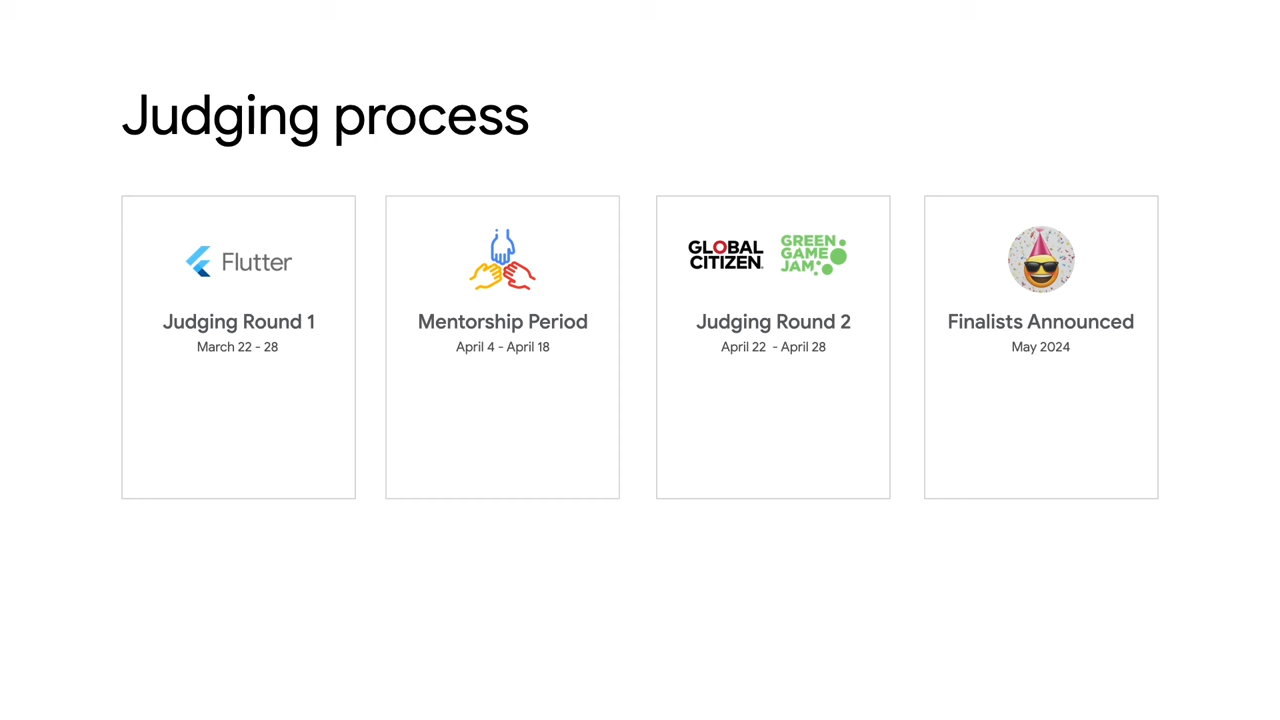 Judging process
Flutter
Judging Round 1
March 22 - 28
Mentorship Period
April 4 - April 18
GLOBAL
CITIZEN
GREEN
GAME
JAM
Judging Round 2
April 22 - April 28
Finalists Announced
May 2024